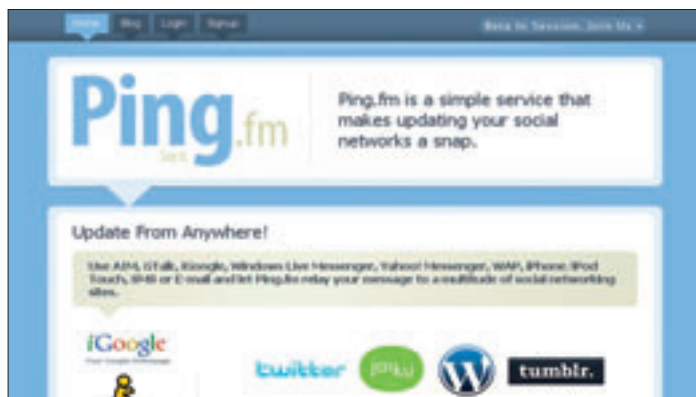 Home Blog Login Signup
Beta In Session. Join Us »
Ping.fm
beta
Ping.fm is a simple service that
makes updating your social
networks a snap.
Update From Anywhere!
Use AIM, GTalk, iGoogle, Windows Live Messenger, Yahoo! Messenger, WAP, iPhone/iPod
Touch, SMS or E-mail and let Ping.fm relay your message to a multitude of social networking
sites.
iGoogle
twitter jaiku tumblr.